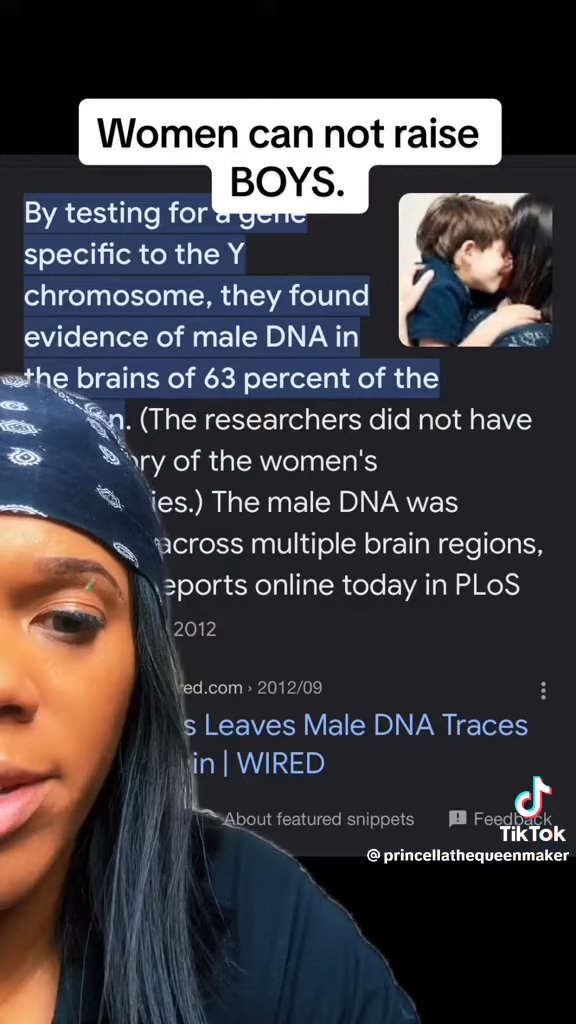 Women can not raise
BOYS.
By testing for a gene
specific to the Y
chromosome, they found
evidence of male DNA in
the brains of 63 percent of the
n. (The researchers did not have
ry of the women's
ies.) The male DNA was
across multiple brain regions,
eports online today in PLoS
2012
red.com › 2012/09
s Leaves Male DNA Traces
in | WIRED
About featured snippets
Feedback
TikTok
@princellathequeenmaker